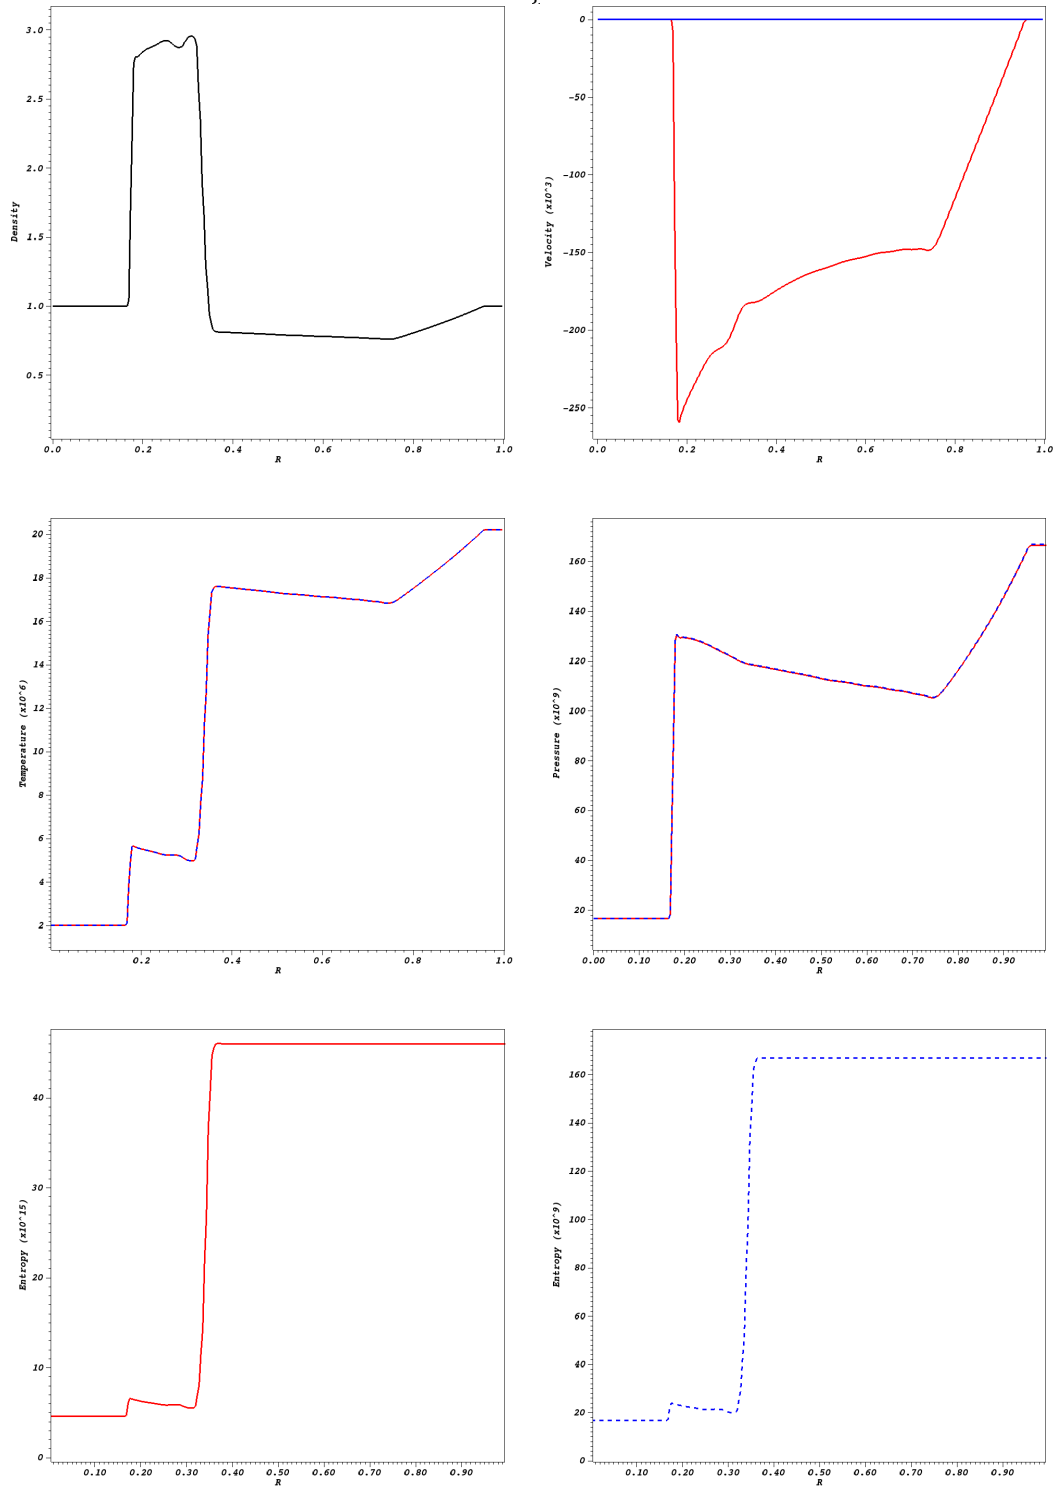 3.0
2.5
2.0
1.5
1.0
0.5
Density
0.0 0.2 0.4 0.6 0.8 1.0
R
0
-50
-100
-150
-200
-250
Velocity (x10^3)
0.0 0.2 0.4 0.6 0.8 1.0
R
20
18
16
14
12
10
8
6
4
2
Temperature (x10^6)
0.2 0.4 0.6 0.8 1.0
R
160
140
120
100
80
60
40
20
Pressure (x10^9)
0.00 0.10 0.20 0.30 0.40 0.50 0.60 0.70 0.80 0.90
R
40
30
20
10
0
Entropy (x10^15)
0.10 0.20 0.30 0.40 0.50 0.60 0.70 0.80 0.90
R
160
140
120
100
80
60
40
20
0
Entropy (x10^9)
0.10 0.20 0.30 0.40 0.50 0.60 0.70 0.80 0.90
R